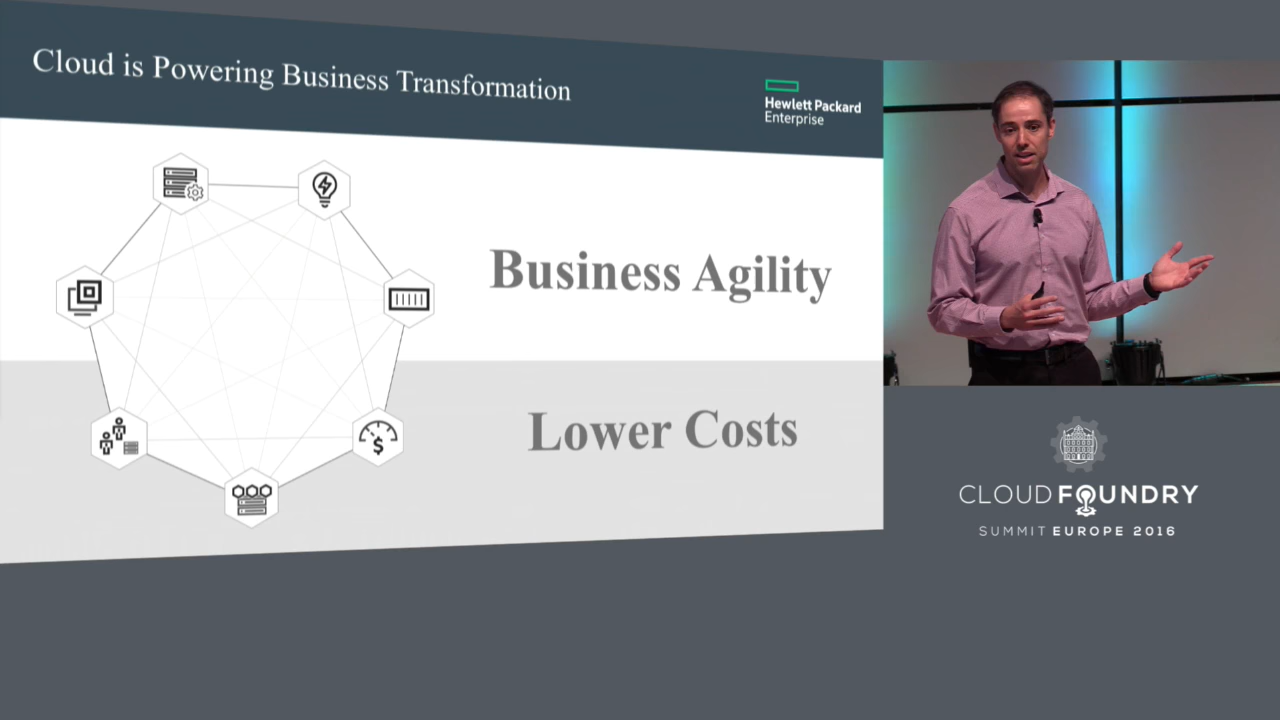 Cloud is Powering Business Transformation
Hewlett Packard
Enterprise
Business Agility
Lower Costs
$
CLOUD FOUNDRY
SUMMIT EUROPE 2016